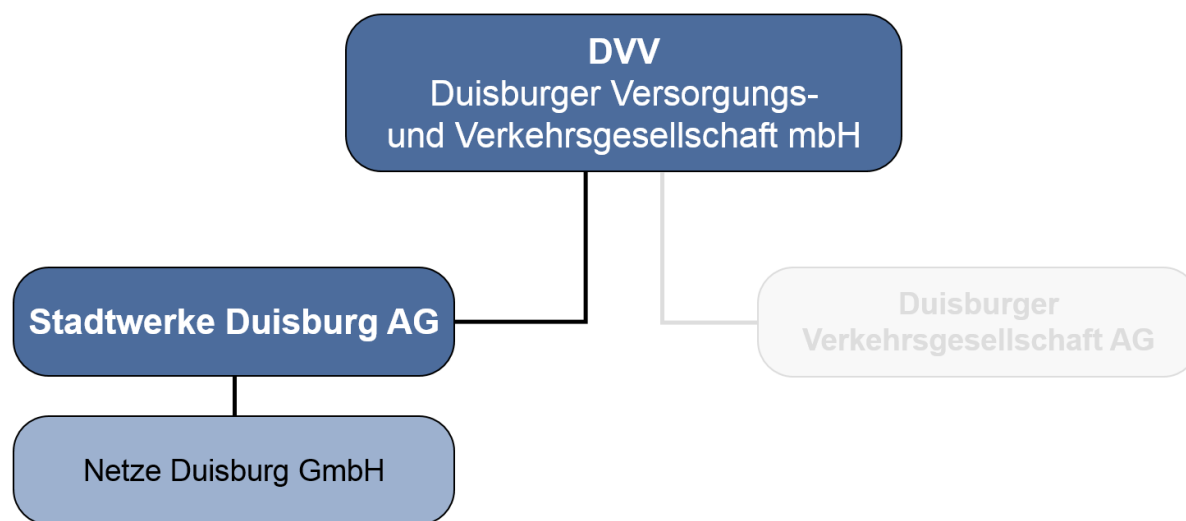 DVV
Duisburger Versorgungs-
und Verkehrsgesellschaft mbH
Stadtwerke Duisburg AG
Duisburger
Verkehrsgesellschaft AG
Netze Duisburg GmbH